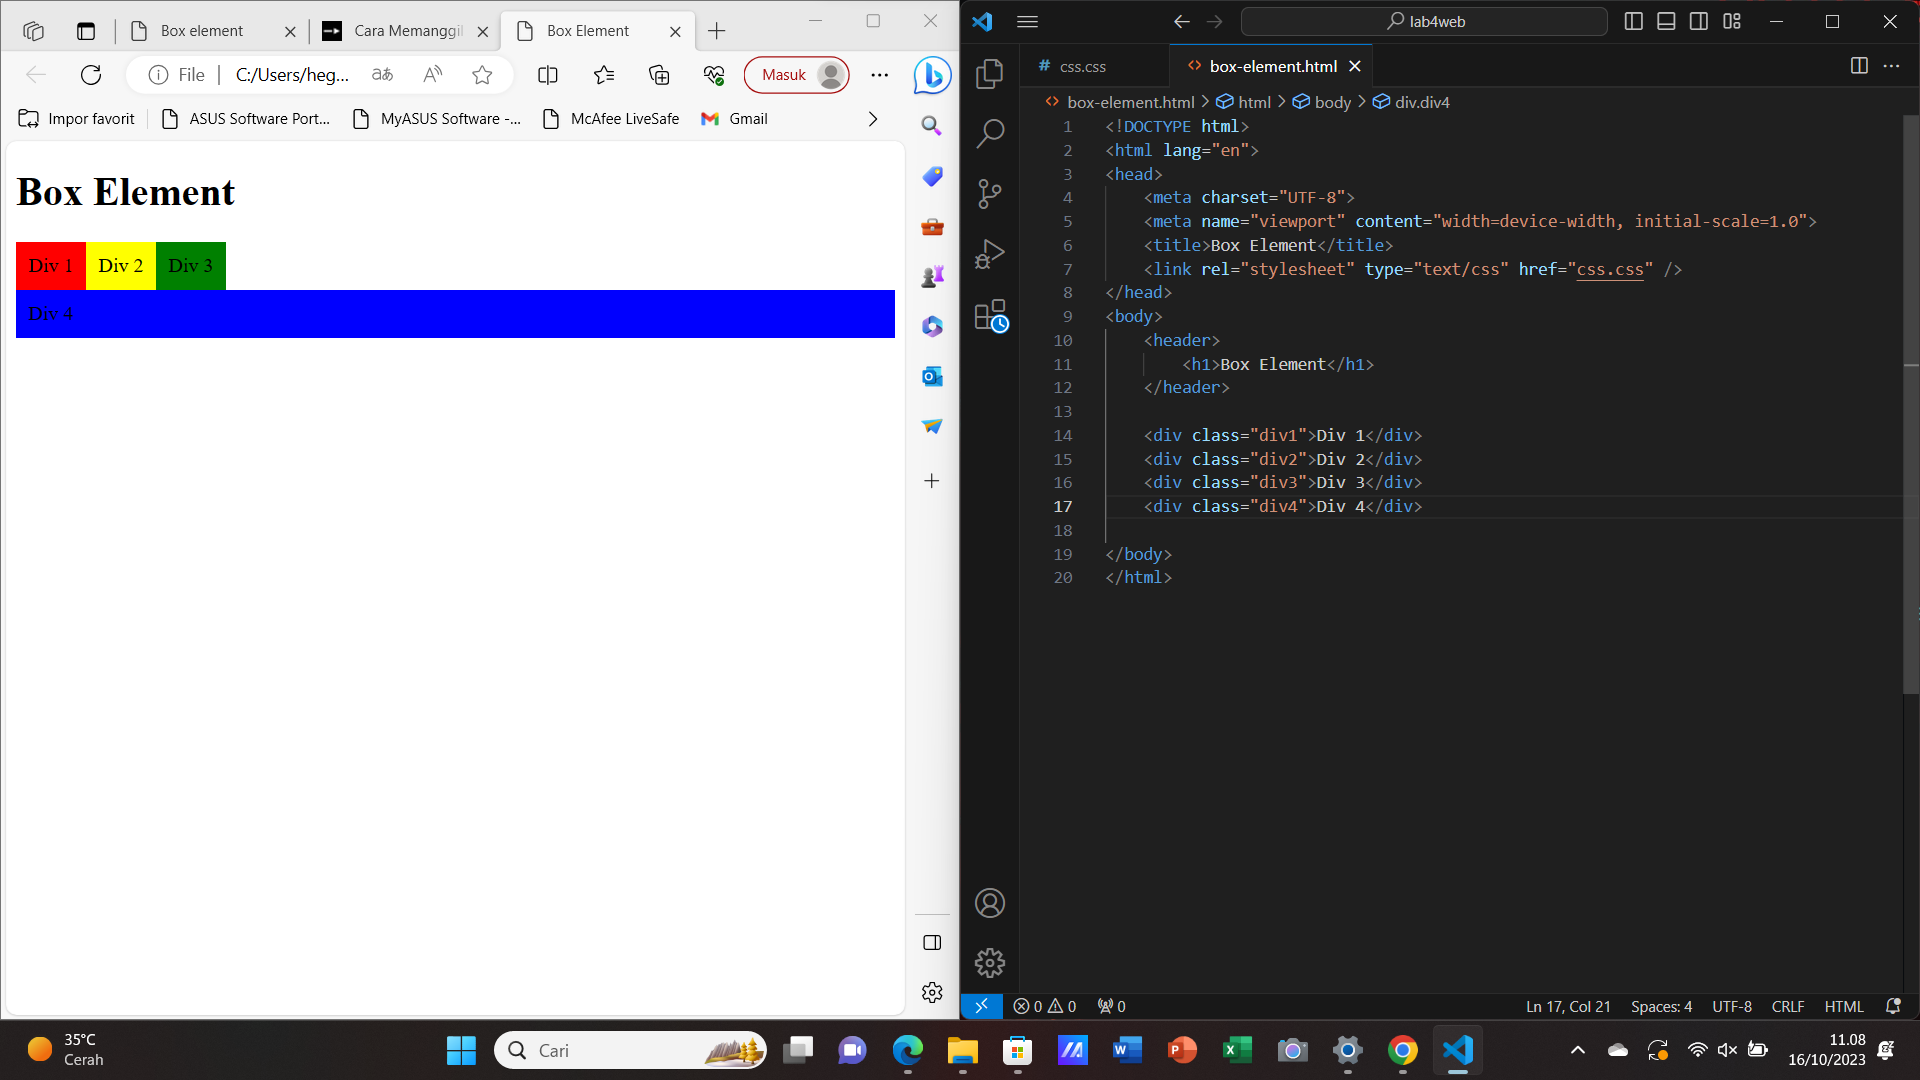 Box element
Cara Memanggil
Box Element
File
C:/Users/heg...
Masuk
Impor favorit
ASUS Software Port...
MyASUS Software -...
McAfee LiveSafe
Gmail
Box Element
Div 1 Div 2 Div 3
Div 4
lab4web
# css.css
box-element.html
box-element.html > html > body > div.div4
1 <!DOCTYPE html>
2 <html lang="en">
3 <head>
4 <meta charset="UTF-8">
5 <meta name="viewport" content="width=device-width, initial-scale=1.0">
6 <title>Box Element</title>
7 <link rel="stylesheet" type="text/css" href="css.css" />
8 </head>
9 <body>
10 <header>
11 <h1>Box Element</h1>
12 </header>
13
14 <div class="div1">Div 1</div>
15 <div class="div2">Div 2</div>
16 <div class="div3">Div 3</div>
17 <div class="div4">Div 4</div>
18
19 </body>
20 </html>
0 0 0
Ln 17, Col 21 Spaces: 4 UTF-8 CRLF HTML
35°C
Cerah
Cari
11.08
16/10/2023